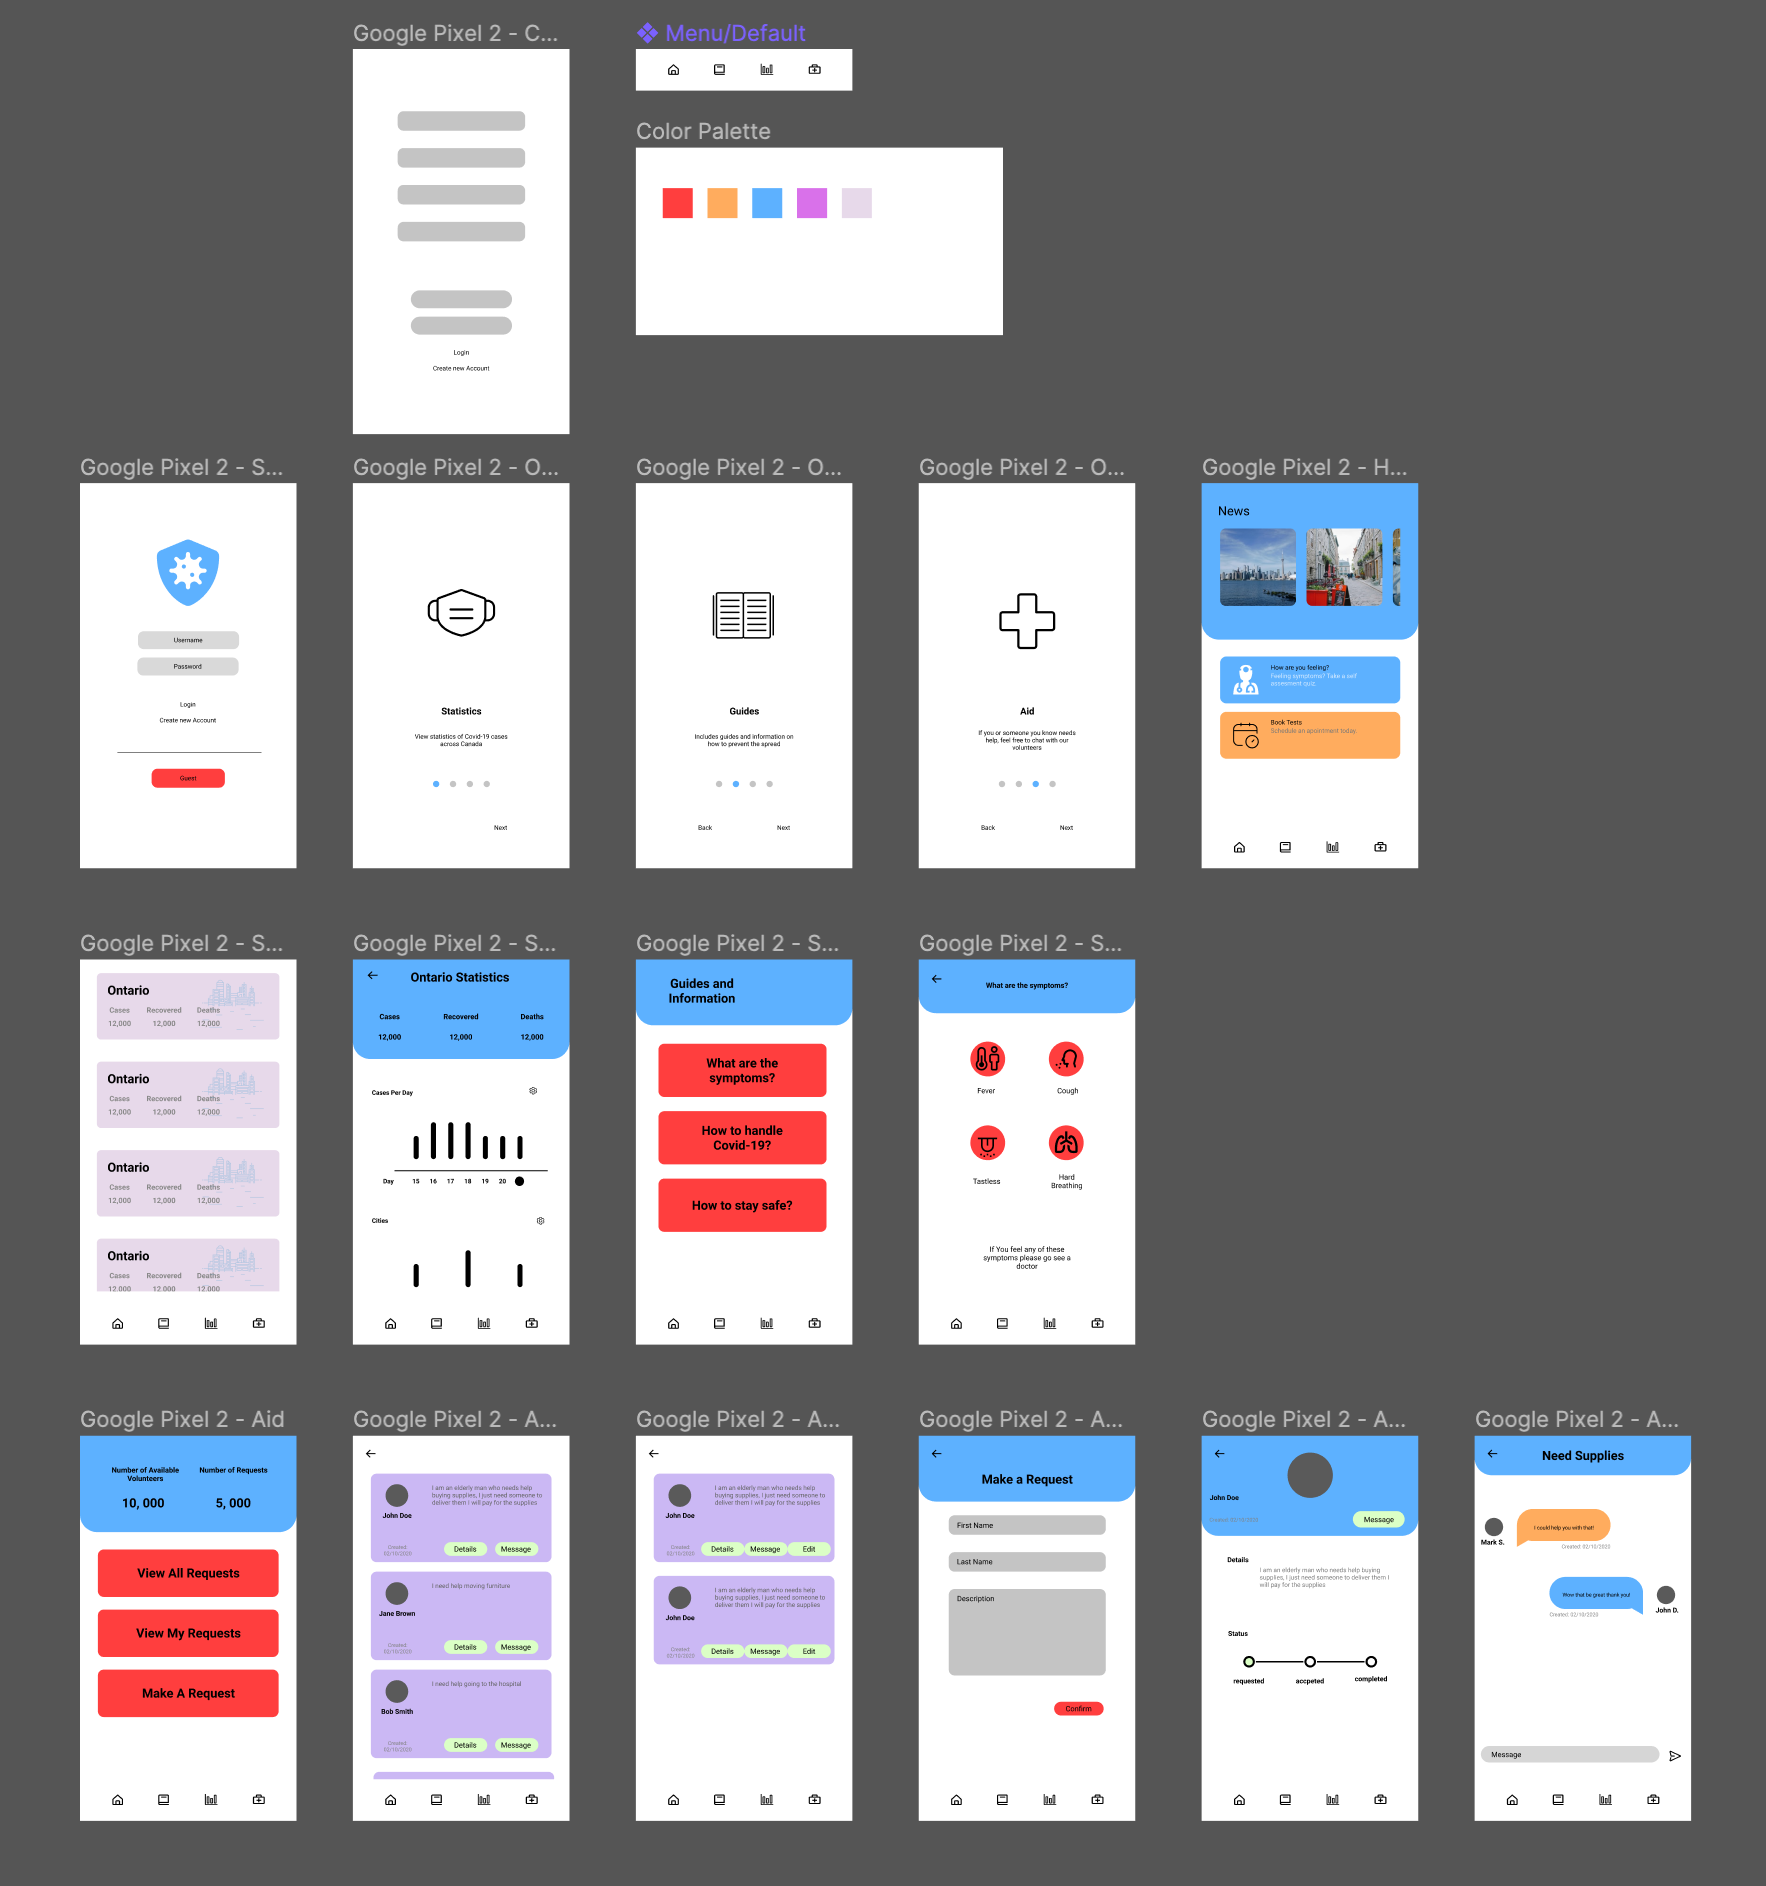 Google Pixel 2 - C...
Menu/Default
Color Palette
Login
Create new Account
Google Pixel 2 - S...
Google Pixel 2 - O...
Google Pixel 2 - O...
Google Pixel 2 - O...
Google Pixel 2 - H...
Username
Password
Login
Create new Account
Guest
Statistics
View statistics of Covid-19 cases
across Canada
Next
Guides
Includes guides and information on
how to prevent the spread
Back
Next
Aid
If you or someone you know needs
help, feel free to chat with our
volunteers
Back
Next
News
How are you feeling?
Feeling symptoms? Take a self
assesment quiz
Book Tests
Schedule an apointment today.
Google Pixel 2 - S...
Google Pixel 2 - S...
Google Pixel 2 - S...
Google Pixel 2 - S...
Ontario
Cases Recovered Deaths
12,000 12,000 12,000
Ontario
Cases Recovered Deaths
12,000 12,000 12,000
Ontario
Cases Recovered Deaths
12,000 12,000 12,000
Ontario
Cases Recovered Deaths
12,000 12,000 12,000
Ontario Statistics
Cases Recovered Deaths
12,000 12,000 12,000
Cases Per Day
Day 15 16 17 18 19 20
Cities
Guides and
Information
What are the
symptoms?
How to handle
Covid-19?
How to stay safe?
What are the symptoms?
Fever
Cough
Tastless
Hard
Breathing
If You feel any of these
symptoms please go see a
doctor
Google Pixel 2 - Aid
Google Pixel 2 - A...
Google Pixel 2 - A...
Google Pixel 2 - A...
Google Pixel 2 - A...
Google Pixel 2 - A...
Number of Available
Volunteers
Number of Requests
10, 000
5, 000
View All Requests
View My Requests
Make A Request
I am an elderly man who needs help
buying supplies, I just need someone to
deliver them I will pay for the supplies
John Doe
Created:
02/10/2020
Details
Message
I need help moving furniture
Jane Brown
Created:
02/10/2020
Details
Message
I need help going to the hospital
Bob Smith
Created:
02/10/2020
Details
Message
I am an elderly man who needs help
buying supplies, I just need someone to
deliver them I will pay for the supplies
John Doe
Created:
02/10/2020
Details
Message
Edit
I am an elderly man who needs help
buying supplies, I just need someone to
deliver them I will pay for the supplies
John Doe
Created:
02/10/2020
Details
Message
Edit
Make a Request
First Name
Last Name
Description
Confirm
John Doe
Created: 02/10/2020
Message
Details
I am an elderly man who needs help buying
supplies, I just need someone to deliver them I
will pay for the supplies
Status
requested
accpeted
completed
Need Supplies
I could help you with that!
Mark S.
Created: 02/10/2020
Wow that be great thank you!
John D.
Created: 02/10/2020
Message